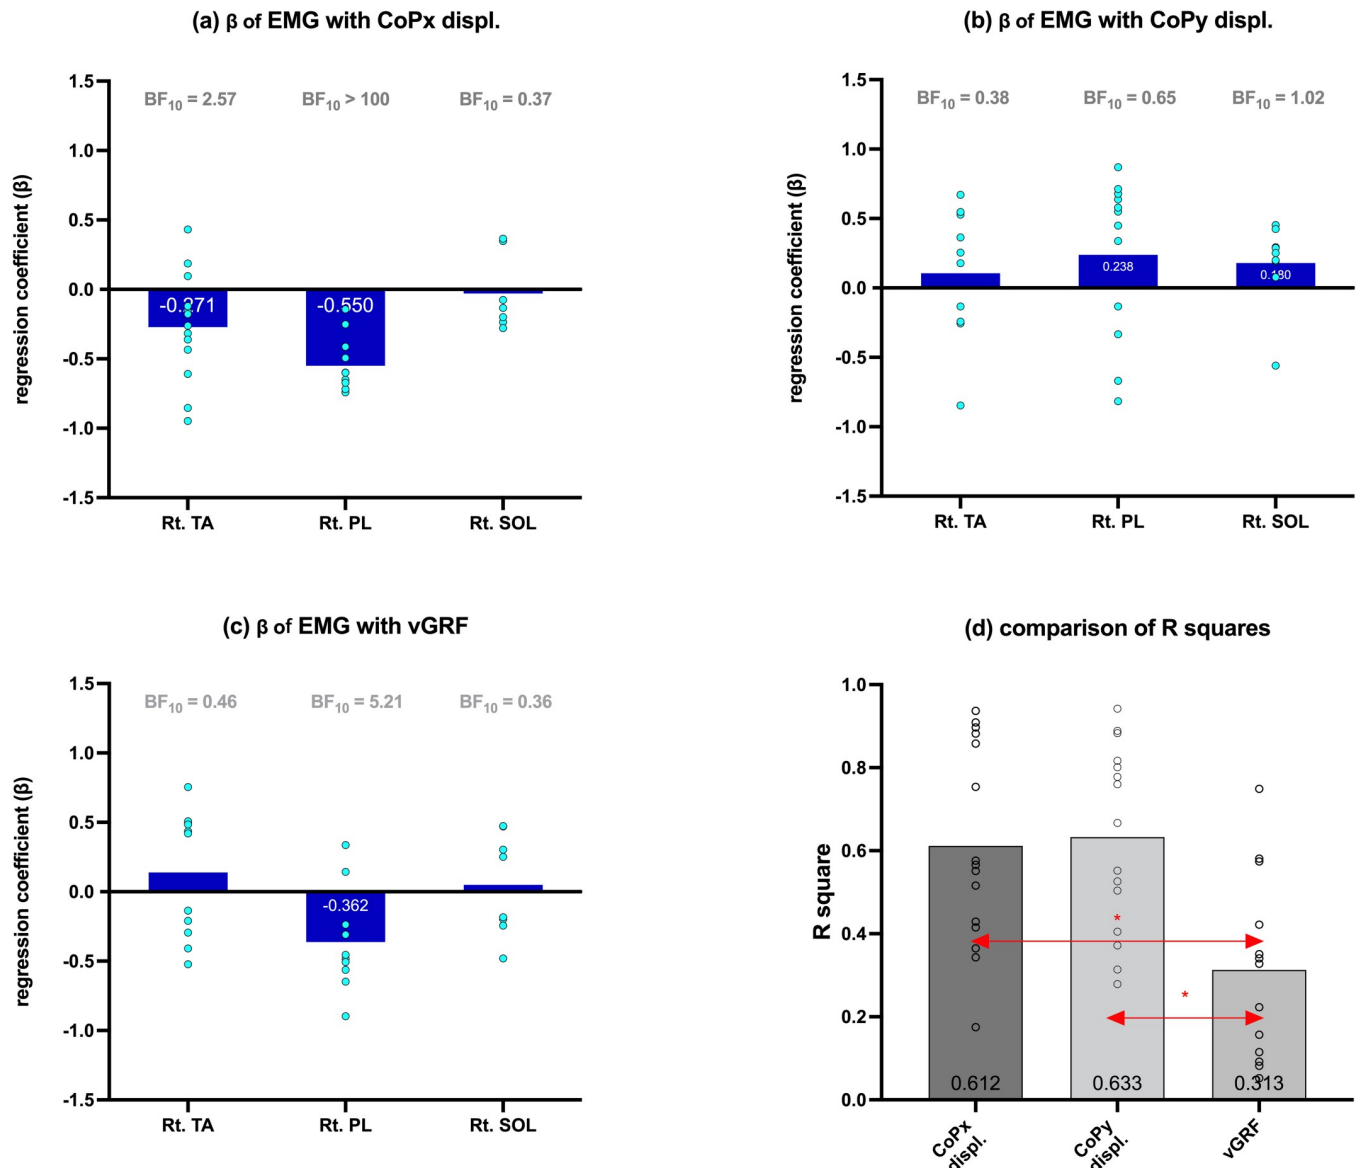 (a) β of EMG with CoPx displ.
BF10 = 2.57 BF10 > 100 BF10 = 0.37
regression coefficient (β)
1.5
1.0
0.5
0.0
-0.5
-1.0
-1.5
-0.271 -0.550
Rt. TA Rt. PL Rt. SOL
(b) β of EMG with CoPy displ.
BF10 = 0.38 BF10 = 0.65 BF10 = 1.02
regression coefficient (β)
1.5
1.0
0.5
0.0
-0.5
-1.0
-1.5
0.238 0.180
Rt. TA Rt. PL Rt. SOL
(c) β of EMG with vGRF
BF10 = 0.46 BF10 = 5.21 BF10 = 0.36
regression coefficient (β)
1.5
1.0
0.5
0.0
-0.5
-1.0
-1.5
-0.362
Rt. TA Rt. PL Rt. SOL
(d) comparison of R squares
R square
1.0
0.8
0.6
0.4
0.2
0.0
*
*
0.612 0.633 0.313
CoPx
displ.
CoPy
displ.
vGRF